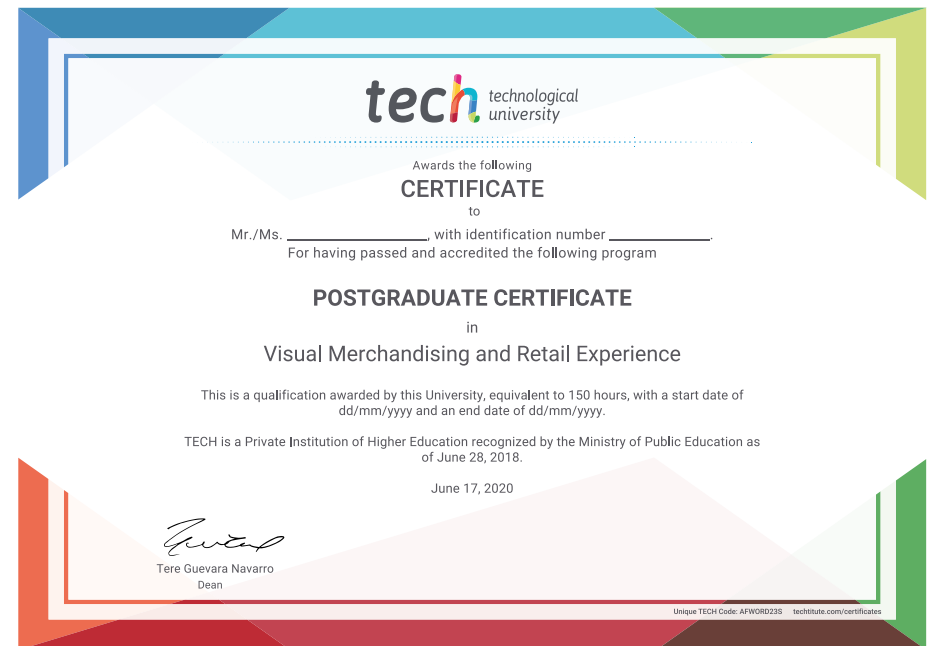 tech technological
university
Awards the following
CERTIFICATE
to
Mr./Ms. ____________________, with identification number ______________.
For having passed and accredited the following program
POSTGRADUATE CERTIFICATE
in
Visual Merchandising and Retail Experience
This is a qualification awarded by this University, equivalent to 150 hours, with a start date of
dd/mm/yyyy and an end date of dd/mm/yyyy.
TECH is a Private Institution of Higher Education recognized by the Ministry of Public Education as
of June 28, 2018.
June 17, 2020
Tere Guevara Navarro
Dean
Unique TECH Code: AFWORD23S techtitute.com/certificates